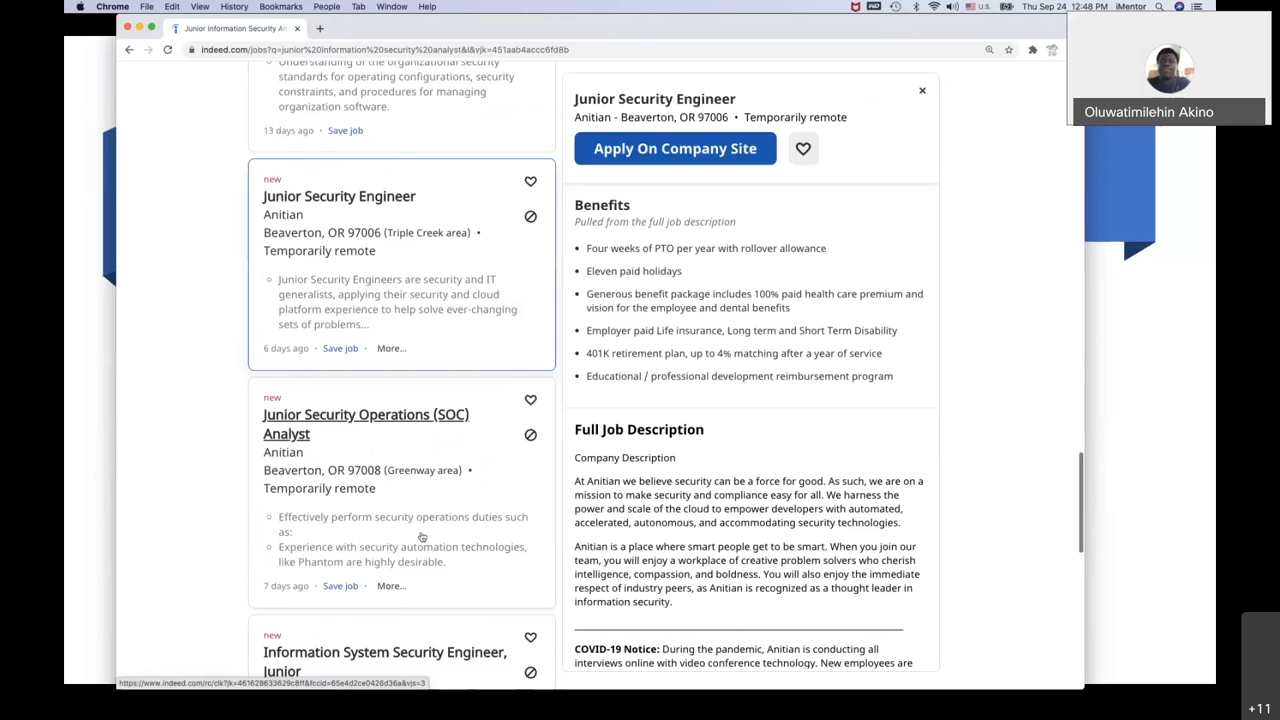 Chrome File Edit View History Bookmarks People Tab Window Help
U.S. Thu Sep 24 12:48 PM iMentor
Junior Information Security An
indeed.com/jobs?q=junior%20information%20security%20analyst&l&vjk=451aab4accc6fd8b
Oluwatimilehin Akino
Understanding of the organizational security
standards for operating configurations, security
constraints, and procedures for managing
organization software.
13 days ago · Save job
new
Junior Security Engineer
Anitian
Beaverton, OR 97006 (Triple Creek area) •
Temporarily remote
Junior Security Engineers are security and IT
generalists, applying their security and cloud
platform experience to help solve ever-changing
sets of problems...
6 days ago · Save job · More...
new
Junior Security Operations (SOC)
Analyst
Anitian
Beaverton, OR 97008 (Greenway area) •
Temporarily remote
Effectively perform security operations duties such
as:
Experience with security automation technologies,
like Phantom are highly desirable.
7 days ago · Save job · More...
new
Information System Security Engineer,
Junior
Junior Security Engineer
Anitian - Beaverton, OR 97006 • Temporarily remote
Apply On Company Site
Benefits
Pulled from the full job description
• Four weeks of PTO per year with rollover allowance
• Eleven paid holidays
• Generous benefit package includes 100% paid health care premium and
vision for the employee and dental benefits
• Employer paid Life insurance, Long term and Short Term Disability
• 401K retirement plan, up to 4% matching after a year of service
• Educational / professional development reimbursement program
Full Job Description
Company Description
At Anitian we believe security can be a force for good. As such, we are on a
mission to make security and compliance easy for all. We harness the
power and scale of the cloud to empower developers with automated,
accelerated, autonomous, and accommodating security technologies.
Anitian is a place where smart people get to be smart. When you join our
team, you will enjoy a workplace of creative problem solvers who cherish
intelligence, compassion, and boldness. You will also enjoy the immediate
respect of industry peers, as Anitian is recognized as a thought leader in
information security.
COVID-19 Notice: During the pandemic, Anitian is conducting all
interviews online with video conference technology. New employees are
https://www.indeed.com/rc/clk?jk=461628633629c8ff&fccid=65e4d2ce0426d36a&vjs=3
+11